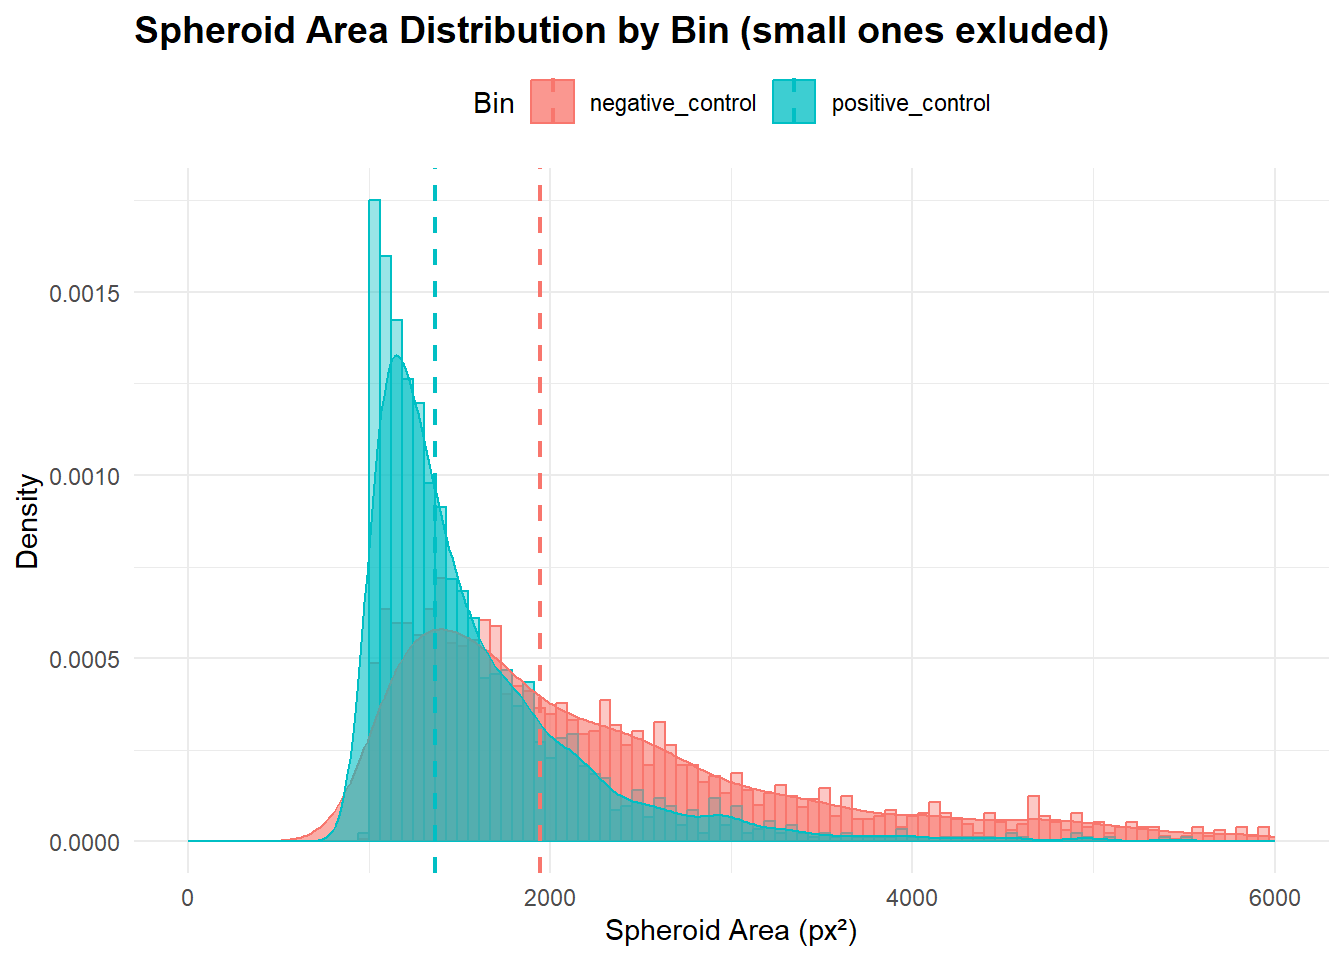 Spheroid Area Distribution by Bin (small ones exluded)
Bin negative_control positive_control
0.0015
0.0010
0.0005
0.0000
Density
0 2000 4000 6000
Spheroid Area (px²)